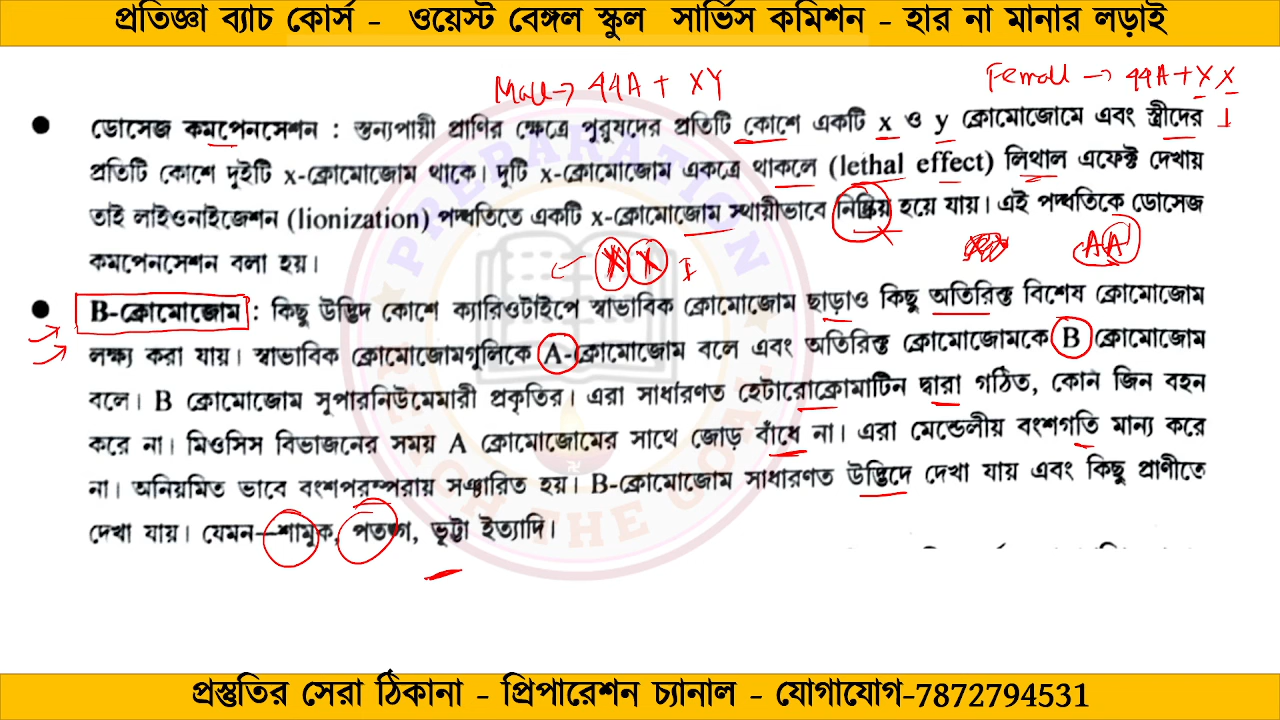 প্রতিজ্ঞা ব্যাচ কোর্স - ওয়েস্ট বেঙ্গল স্কুল সার্ভিস কমিশন - হার না মানার লড়াই
Male → 44A + XY
Female → 44A + X X
● ডোসেজ কমপেনসেশন : স্তন্যপায়ী প্রাণির ক্ষেত্রে পুরুষদের প্রতিটি কোশে একটি x ও y ক্রোমোজোমে এবং স্ত্রীদের
প্রতিটি কোশে দুইটি x-ক্রোমোজোম থাকে। দুটি x-ক্রোমোজোম একত্রে থাকলে (lethal effect) লিথাল এফেক্ট দেখায়
তাই লাইওনাইজেশন (lionization) পদ্ধতিতে একটি x-ক্রোমোজোম স্থায়ীভাবে নিষ্ক্রিয় হয়ে যায়। এই পদ্ধতিকে ডোসেজ
কমপেনসেশন বলা হয়।
X X
AA
● B-ক্রোমোজোম : কিছু উদ্ভিদ কোশে ক্যারিওটাইপে স্বাভাবিক ক্রোমোজোম ছাড়াও কিছু অতিরিক্ত বিশেষ ক্রোমোজোম
লক্ষ্য করা যায়। স্বাভাবিক ক্রোমোজোমগুলিকে A-ক্রোমোজোম বলে এবং অতিরিক্ত ক্রোমোজোমকে B ক্রোমোজোম
বলে। B ক্রোমোজোম সুপারনিউমেমারী প্রকৃতির। এরা সাধারণত হেটারোক্রোমাটিন দ্বারা গঠিত, কোন জিন বহন
করে না। মিওসিস বিভাজনের সময় A ক্রোমোজোমের সাথে জোড় বাঁধে না। এরা মেন্ডেলীয় বংশগতি মান্য করে
না। অনিয়মিত ভাবে বংশপরম্পরায় সঞ্চারিত হয়। B-ক্রোমোজোম সাধারণত উদ্ভিদে দেখা যায় এবং কিছু প্রাণীতে
দেখা যায়। যেমন—শামুক, পতঙ্গ, ভূট্টা ইত্যাদি।
প্রস্তুতির সেরা ঠিকানা - প্রিপারেশন চ্যানাল - যোগাযোগ-7872794531